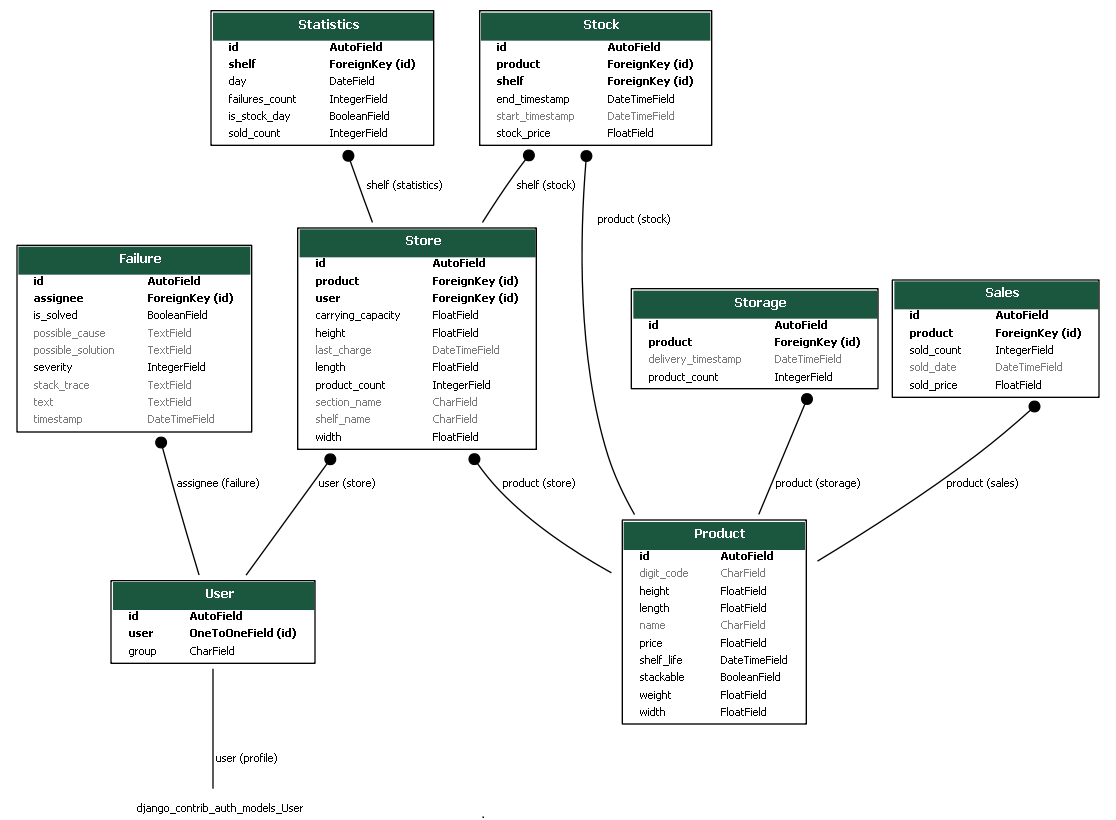 Statistics
id AutoField
shelf ForeignKey (id)
day DateField
failures_count IntegerField
is_stock_day BooleanField
sold_count IntegerField
Stock
id AutoField
product ForeignKey (id)
shelf ForeignKey (id)
end_timestamp DateTimeField
start_timestamp DateTimeField
stock_price FloatField
shelf (statistics)
shelf (stock)
product (stock)
Failure
id AutoField
assignee ForeignKey (id)
is_solved BooleanField
possible_cause TextField
possible_solution TextField
severity IntegerField
stack_trace TextField
text TextField
timestamp DateTimeField
Store
id AutoField
product ForeignKey (id)
user ForeignKey (id)
carrying_capacity FloatField
height FloatField
last_charge DateTimeField
length FloatField
product_count IntegerField
section_name CharField
shelf_name CharField
width FloatField
Storage
id AutoField
product ForeignKey (id)
delivery_timestamp DateTimeField
product_count IntegerField
Sales
id AutoField
product ForeignKey (id)
sold_count IntegerField
sold_date DateTimeField
sold_price FloatField
assignee (failure)
user (store)
product (store)
product (storage)
product (sales)
User
id AutoField
user OneToOneField (id)
group CharField
Product
id AutoField
digit_code CharField
height FloatField
length FloatField
name CharField
price FloatField
shelf_life DateTimeField
stackable BooleanField
weight FloatField
width FloatField
user (profile)
django_contrib_auth_models_User
.